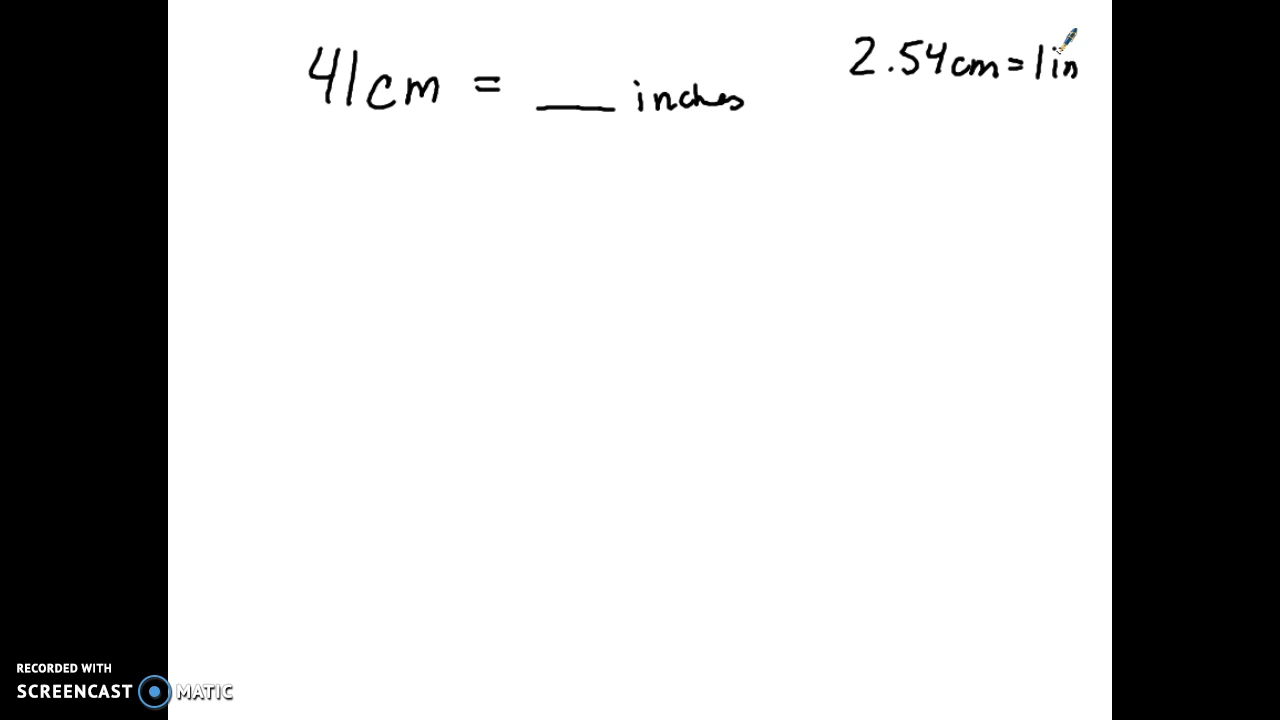 41cm = ___ inches
2.54cm = 1in
RECORDED WITH
SCREENCAST MATIC